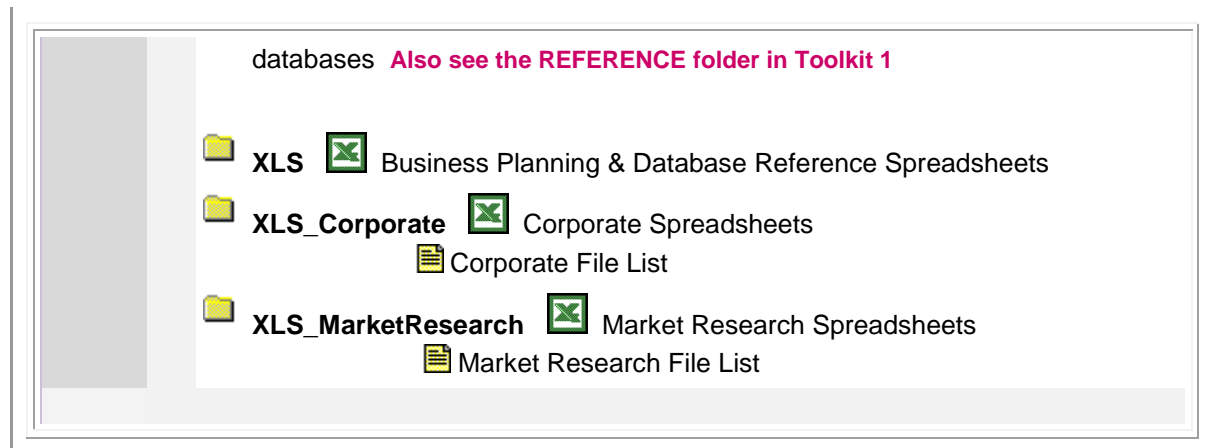 databases Also see the REFERENCE folder in Toolkit 1
XLS Business Planning & Database Reference Spreadsheets
XLS_Corporate Corporate Spreadsheets
Corporate File List
XLS_MarketResearch Market Research Spreadsheets
Market Research File List